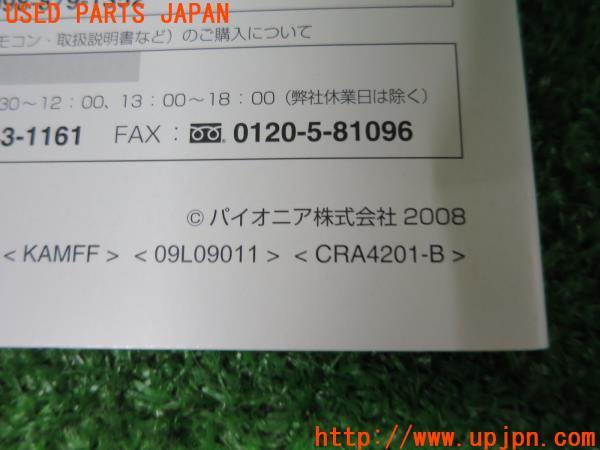 USED PARTS JAPAN
モコン・取扱説明書など）のご購入について
30～12：00、13：00～18：00（弊社休業日は除く）
3-1161 FAX： 0120-5-81096
© パイオニア株式会社 2008
< KAMFF > < 09L09011 > < CRA4201-B >
http://www.upjpn.com